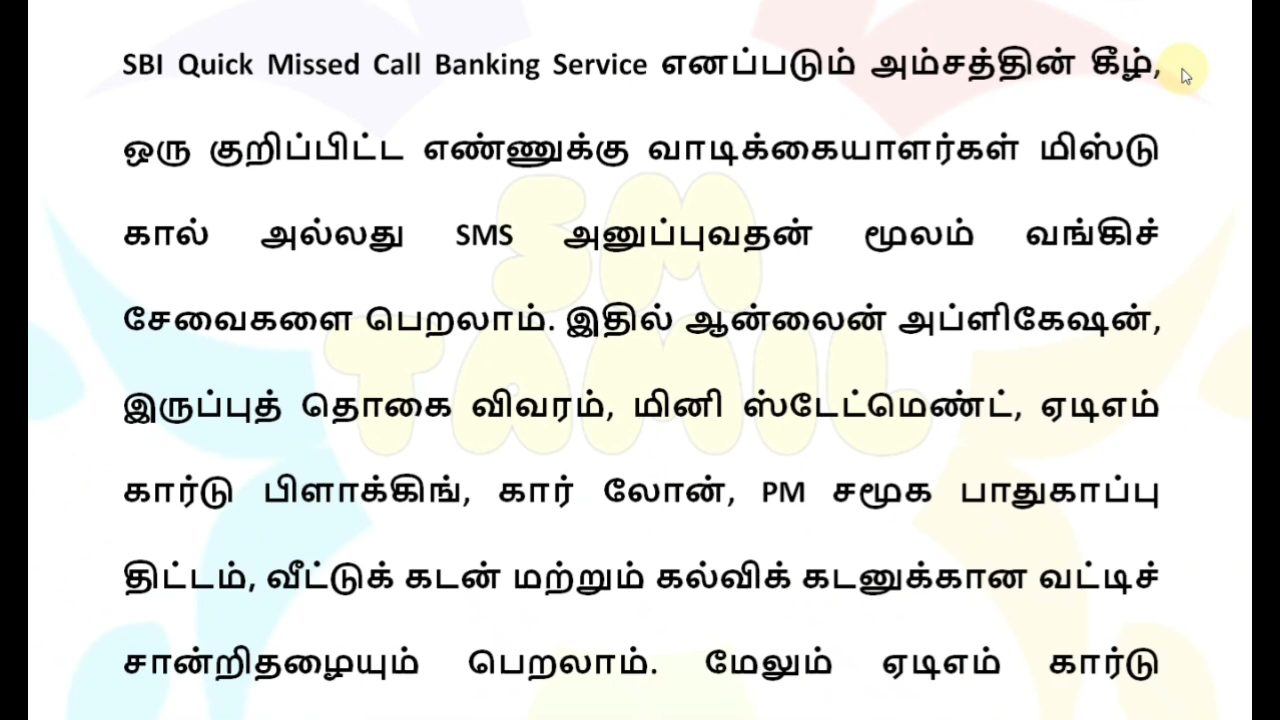 SBI Quick Missed Call Banking Service எனப்படும் அம்சத்தின் கீழ்,
ஒரு குறிப்பிட்ட எண்ணுக்கு வாடிக்கையாளர்கள் மிஸ்டு
கால் அல்லது SMS அனுப்புவதன் மூலம் வங்கிச்
சேவைகளை பெறலாம். இதில் ஆன்லைன் அப்ளிகேஷன்,
இருப்புத் தொகை விவரம், மினி ஸ்டேட்மெண்ட், ஏடிஎம்
கார்டு பிளாக்கிங், கார் லோன், PM சமூக பாதுகாப்பு
திட்டம், வீட்டுக் கடன் மற்றும் கல்விக் கடனுக்கான வட்டிச்
சான்றிதழையும் பெறலாம். மேலும் ஏடிஎம் கார்டு
SM
TAMIL